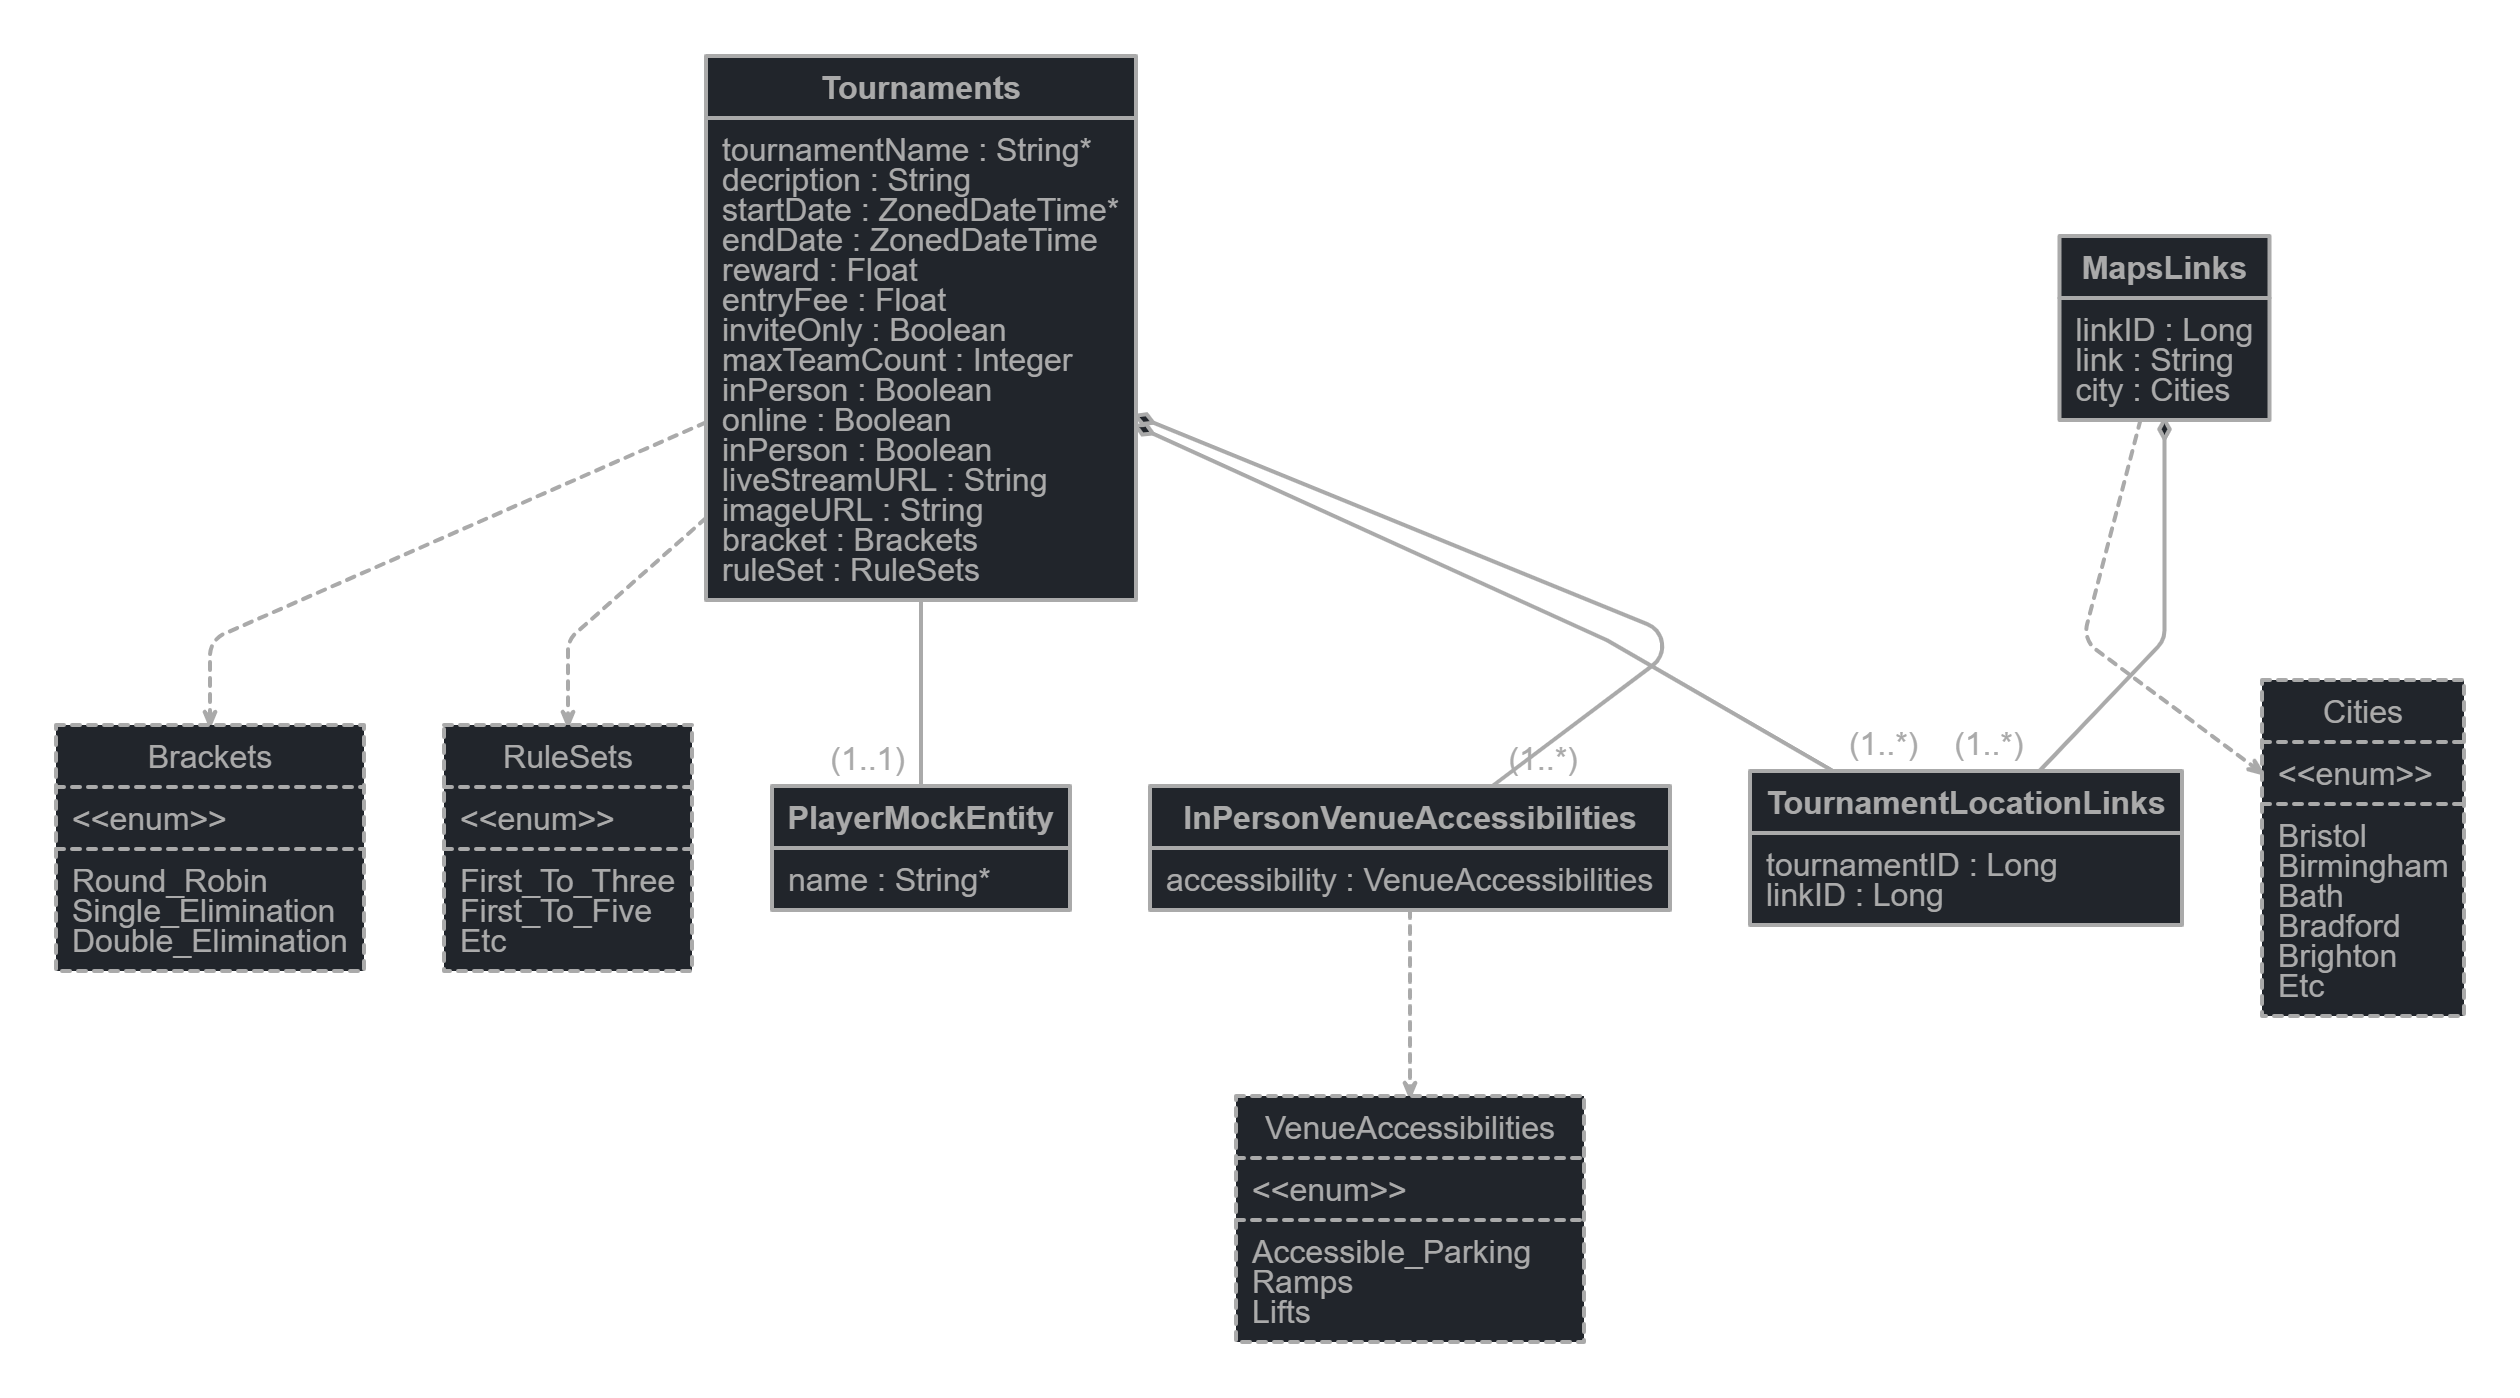 Tournaments
tournamentName : String*
decription : String
startDate : ZonedDateTime*
endDate : ZonedDateTime
reward : Float
entryFee : Float
inviteOnly : Boolean
maxTeamCount : Integer
inPerson : Boolean
online : Boolean
inPerson : Boolean
liveStreamURL : String
imageURL : String
bracket : Brackets
ruleSet : RuleSets
MapsLinks
linkID : Long
link : String
city : Cities
Brackets
<<enum>>
Round_Robin
Single_Elimination
Double_Elimination
RuleSets
<<enum>>
First_To_Three
First_To_Five
Etc
(1..1)
PlayerMockEntity
name : String*
(1..*)
InPersonVenueAccessibilities
accessibility : VenueAccessibilities
(1..*) (1..*)
TournamentLocationLinks
tournamentID : Long
linkID : Long
Cities
<<enum>>
Bristol
Birmingham
Bath
Bradford
Brighton
Etc
VenueAccessibilities
<<enum>>
Accessible_Parking
Ramps
Lifts